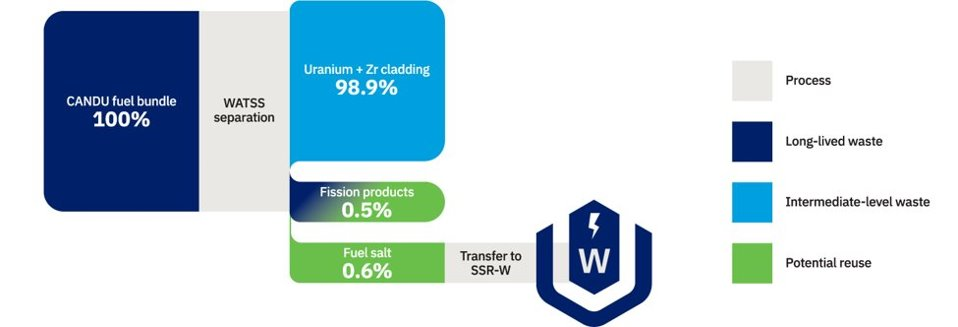 CANDU fuel bundle
100%
WATSS
separation
Uranium + Zr cladding
98.9%
Fission products
0.5%
Fuel salt
0.6%
Transfer to
SSR-W
W
Process
Long-lived waste
Intermediate-level waste
Potential reuse